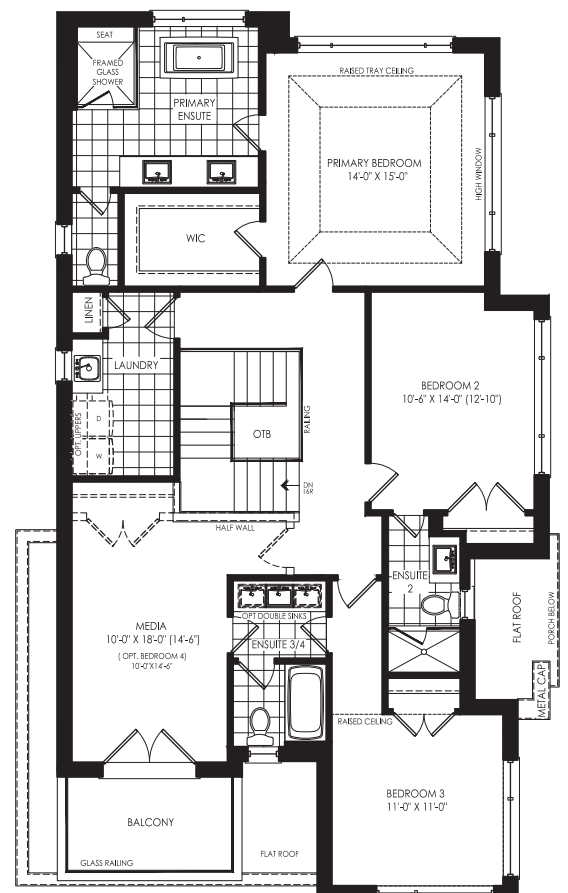 SEAT
FRAMED
GLASS
SHOWER
PRIMARY
ENSUITE
RAISED TRAY CEILING
PRIMARY BEDROOM
14'-0" X 15'-0"
HIGH WINDOW
WIC
LINEN
LAUNDRY
OPT. UPPERS
D
W
OTB
RAILING
DN
16R
HALF WALL
BEDROOM 2
10'-6" X 14'-0" (12'-10")
ENSUITE
2
FLAT ROOF
PORCH BELOW
METAL CAP
MEDIA
10'-0" X 18'-0" (14'-6")
( OPT. BEDROOM 4)
10'-0"X14'-6"
OPT DOUBLE SINKS
ENSUITE 3/4
RAISED CEILING
BEDROOM 3
11'-0" X 11'-0"
BALCONY
GLASS RAILING
FLAT ROOF